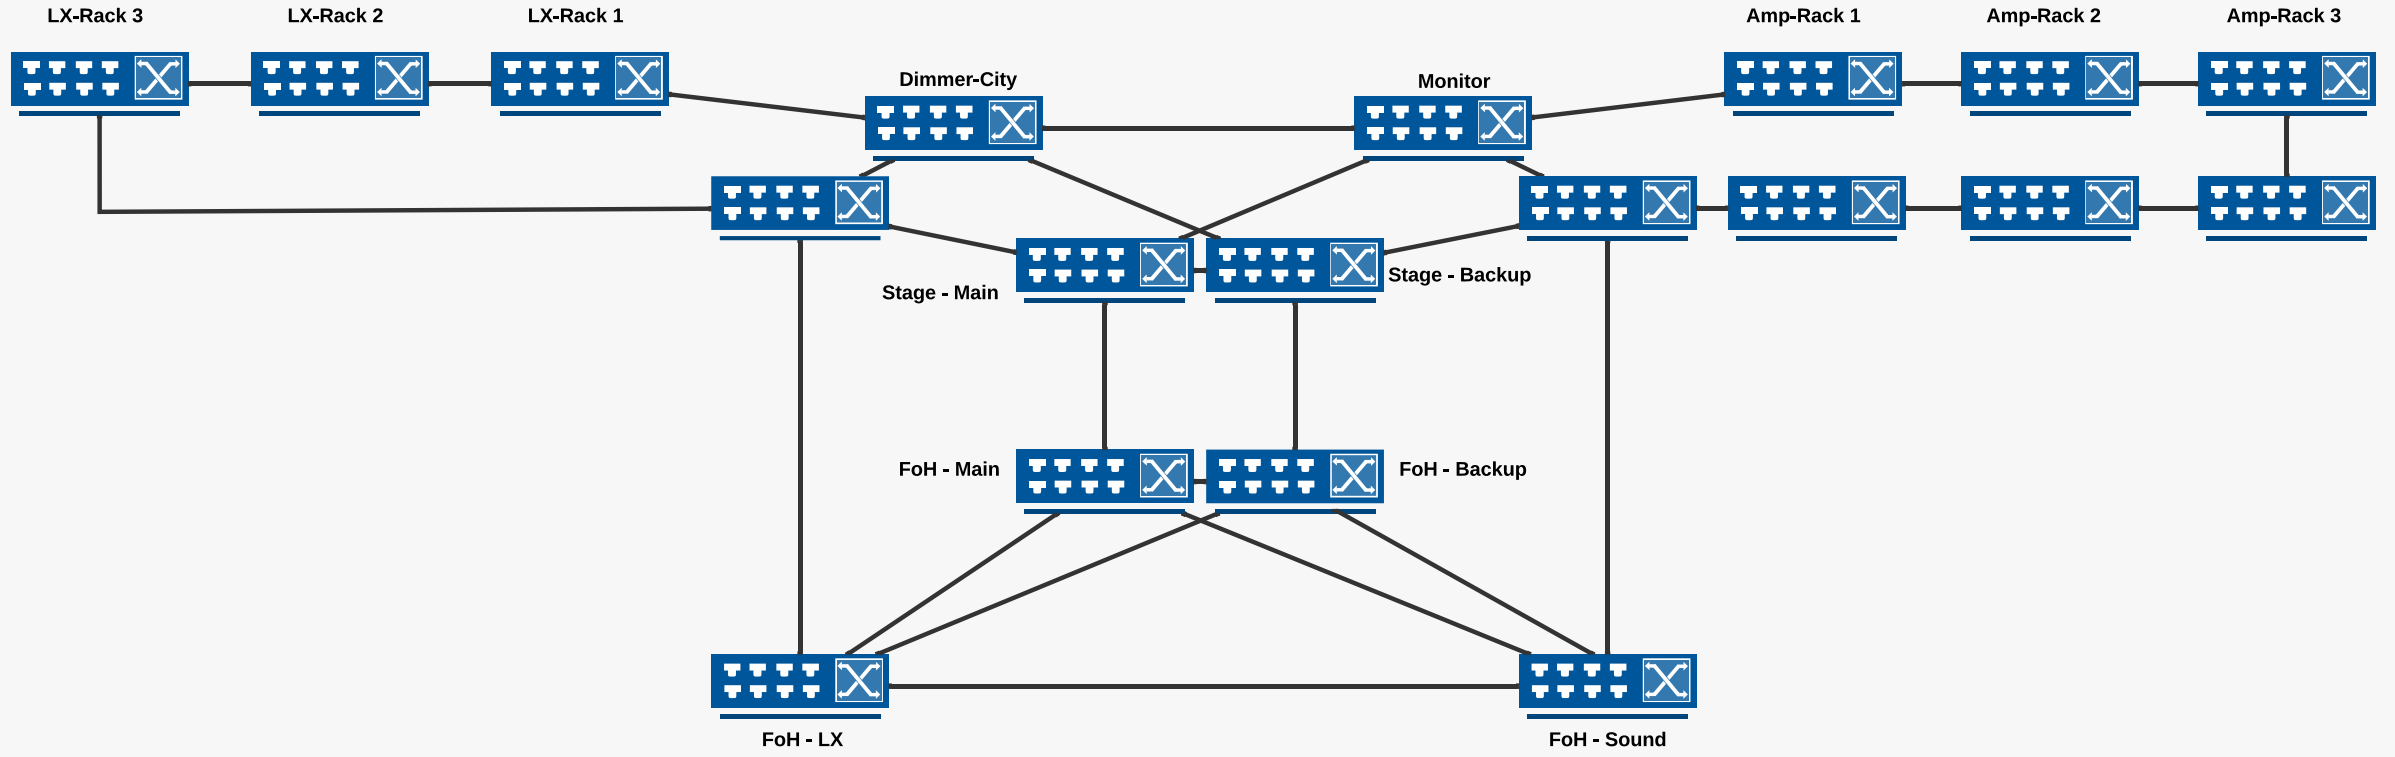 LX-Rack 3
LX-Rack 2
LX-Rack 1
Amp-Rack 1
Amp-Rack 2
Amp-Rack 3
Dimmer-City
Monitor
Stage - Main
Stage - Backup
FoH - Main
FoH - Backup
FoH - LX
FoH - Sound